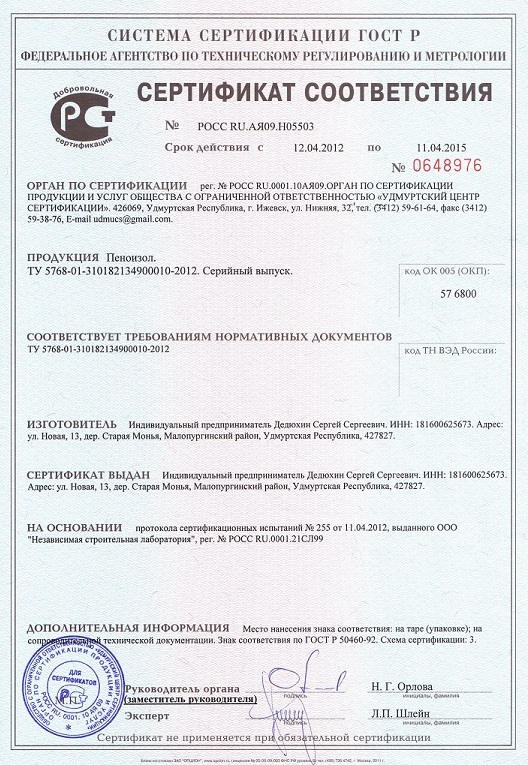 СИСТЕМА СЕРТИФИКАЦИИ ГОСТ Р
ФЕДЕРАЛЬНОЕ АГЕНТСТВО ПО ТЕХНИЧЕСКОМУ РЕГУЛИРОВАНИЮ И МЕТРОЛОГИИ
Добровольная
сертификация
СЕРТИФИКАТ СООТВЕТСТВИЯ
№ РОСС RU.АЯ09.Н05503
Срок действия с 12.04.2012 по 11.04.2015
№ 0648976
ОРГАН ПО СЕРТИФИКАЦИИ рег. № РОСС RU.0001.10АЯ09.ОРГАН ПО СЕРТИФИКАЦИИ
ПРОДУКЦИИ И УСЛУГ ОБЩЕСТВА С ОГРАНИЧЕННОЙ ОТВЕТСТВЕННОСТЬЮ «УДМУРТСКИЙ ЦЕНТР
СЕРТИФИКАЦИИ». 426069, Удмуртская Республика, г. Ижевск, ул. Нижняя, 32, тел. (3412) 59-61-64, факс (3412)
59-38-76, E-mail udmucs@gmail.com.
ПРОДУКЦИЯ Пеноизол.
ТУ 5768-01-310182134900010-2012. Серийный выпуск.
код ОК 005 (ОКП):
57 6800
СООТВЕТСТВУЕТ ТРЕБОВАНИЯМ НОРМАТИВНЫХ ДОКУМЕНТОВ
ТУ 5768-01-310182134900010-2012
код ТН ВЭД России:
ИЗГОТОВИТЕЛЬ Индивидуальный предприниматель Дедюхин Сергей Сергеевич. ИНН: 181600625673. Адрес:
ул. Новая, 13, дер. Старая Монья, Малопургинский район, Удмуртская Республика, 427827.
СЕРТИФИКАТ ВЫДАН Индивидуальный предприниматель Дедюхин Сергей Сергеевич. ИНН: 181600625673.
Адрес: ул. Новая, 13, дер. Старая Монья, Малопургинский район, Удмуртская Республика, 427827.
НА ОСНОВАНИИ протокола сертификационных испытаний № 255 от 11.04.2012, выданного ООО
"Независимая строительная лаборатория", рег. № РОСС RU.0001.21СЛ99
ДОПОЛНИТЕЛЬНАЯ ИНФОРМАЦИЯ Место нанесения знака соответствия: на таре (упаковке); на
сопроводительной технической документации. Знак соответствия по ГОСТ Р 50460-92. Схема сертификации: 3.
ДЛЯ
СЕРТИФИКАТОВ
Руководитель органа
(заместитель руководителя)
подпись
Н. Г. Орлова
инициалы, фамилия
Эксперт
подпись
Л.П. Шлейн
инициалы, фамилия
Сертификат не применяется при обязательной сертификации